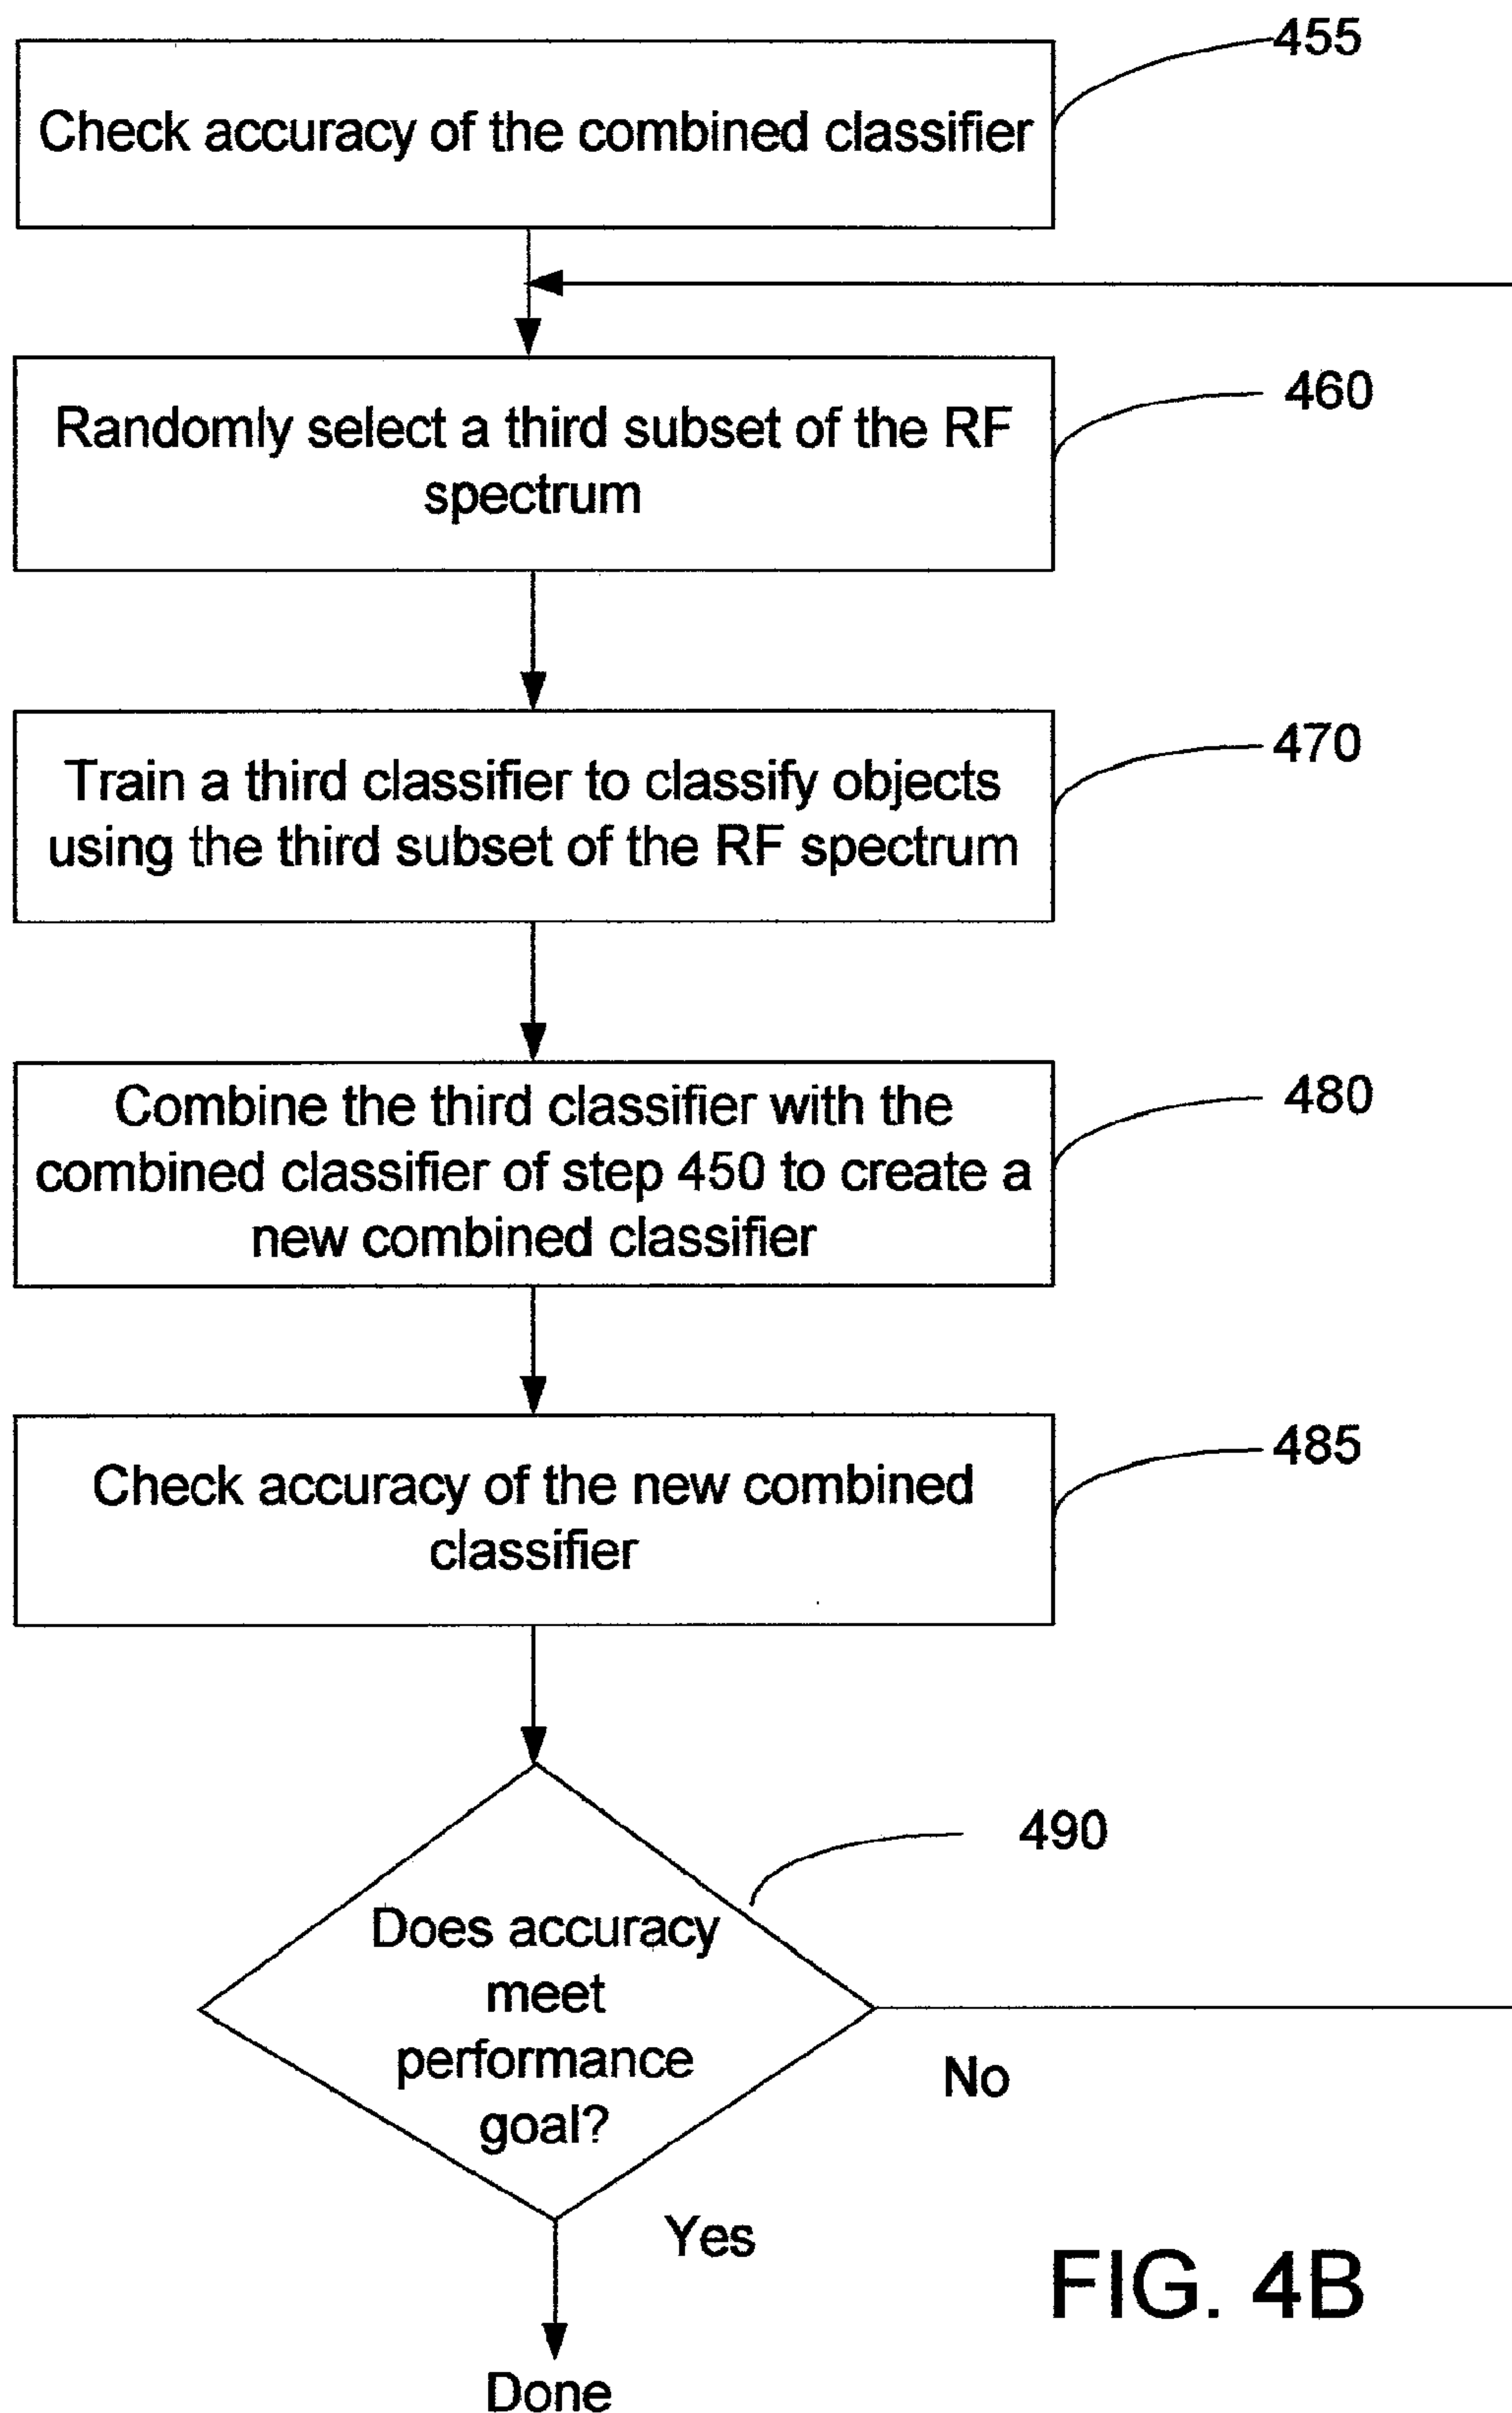 455
Check accuracy of the combined classifier
460
Randomly select a third subset of the RF
spectrum
470
Train a third classifier to classify objects
using the third subset of the RF spectrum
480
Combine the third classifier with the
combined classifier of step 450 to create a
new combined classifier
485
Check accuracy of the new combined
classifier
490
Does accuracy
meet
performance
goal?
No
Yes
FIG. 4B
Done